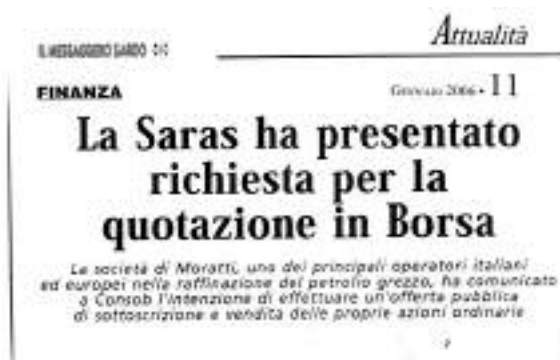 Attualità
IL MESSAGGERO SARDO
FINANZA
Gennaio 2006 • 11
La Saras ha presentato
richiesta per la
quotazione in Borsa
La società di Moratti, uno dei principali operatori italiani
ed europei nella raffinazione del petrolio grezzo, ha comunicato
a Consob l'intenzione di effettuare un'offerta pubblica
di sottoscrizione e vendita delle proprie azioni ordinarie